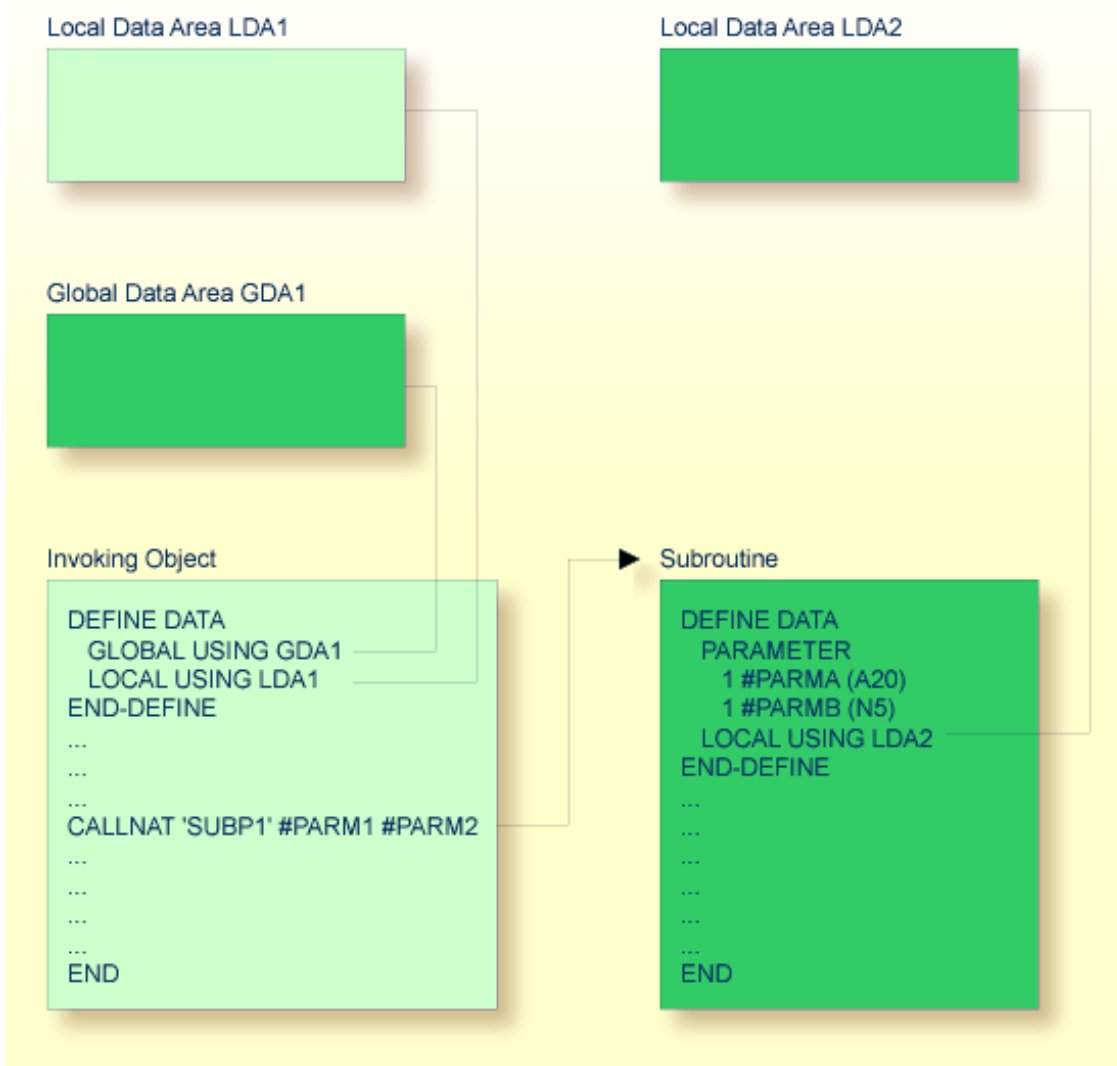 Local Data Area LDA1
Local Data Area LDA2
Global Data Area GDA1
Invoking Object
DEFINE DATA
GLOBAL USING GDA1
LOCAL USING LDA1
END-DEFINE
...
...
...
CALLNAT 'SUBP1' #PARM1 #PARM2
...
...
...
...
END
Subroutine
DEFINE DATA
PARAMETER
1 #PARMA (A20)
1 #PARMB (N5)
LOCAL USING LDA2
END-DEFINE
...
...
...
...
...
...
END